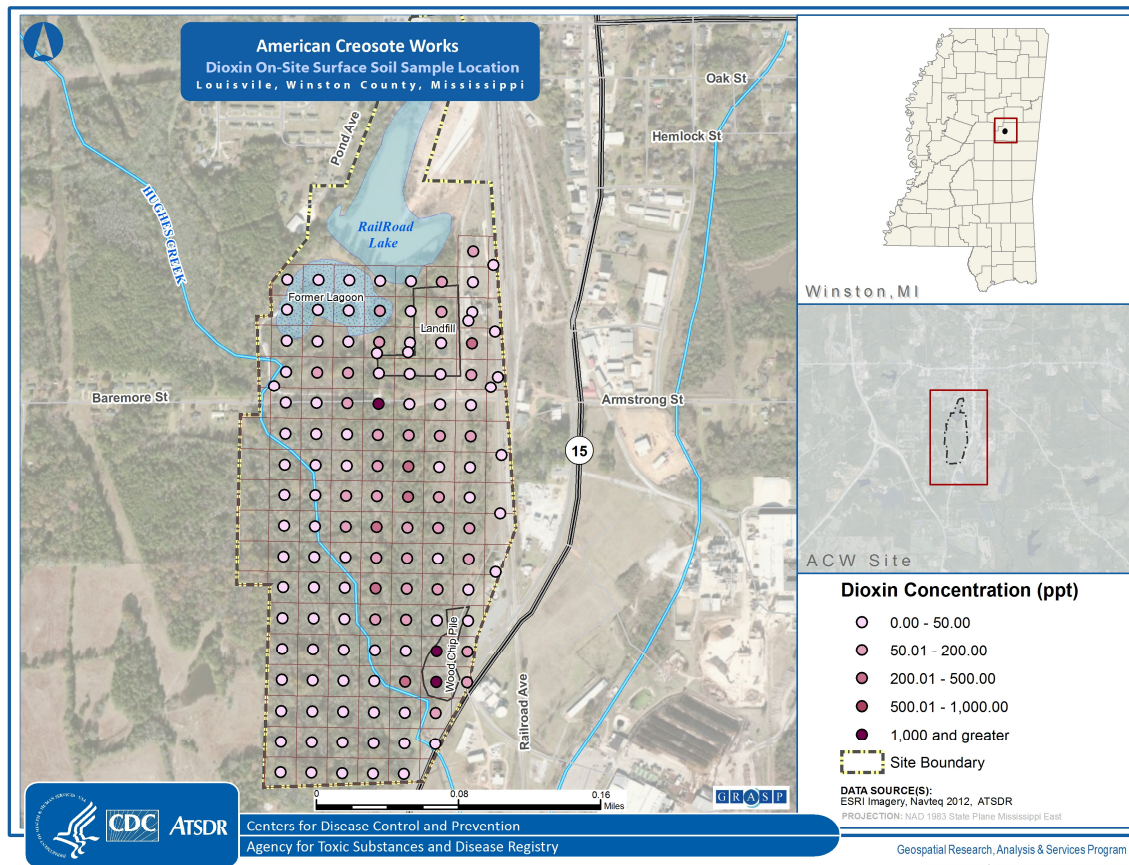 American Creosote Works
Dioxin On-Site Surface Soil Sample Location
Louisvile, Winston County, Mississippi
Oak St
Hemlock St
Pond Ave
HUGHES CREEK
RailRoad
Lake
Former Lagoon
Landfill
Baremore St
Armstrong St
15
Wood Chip Pile
Railroad Ave
0.08
0.16
Miles
GRASP
Winston,MI
ACW Site
Dioxin Concentration (ppt)
0.00 - 50.00
50.01 - 200.00
200.01 - 500.00
500.01 - 1,000.00
1,000 and greater
Site Boundary
DATA SOURCE(S):
ESRI Imagery, Navteq 2012, ATSDR
PROJECTION: NAD 1983 State Plane Mississippi East
CDC
ATSDR
Centers for Disease Control and Prevention
Agency for Toxic Substances and Disease Registry
Geospatial Research, Analysis & Services Program